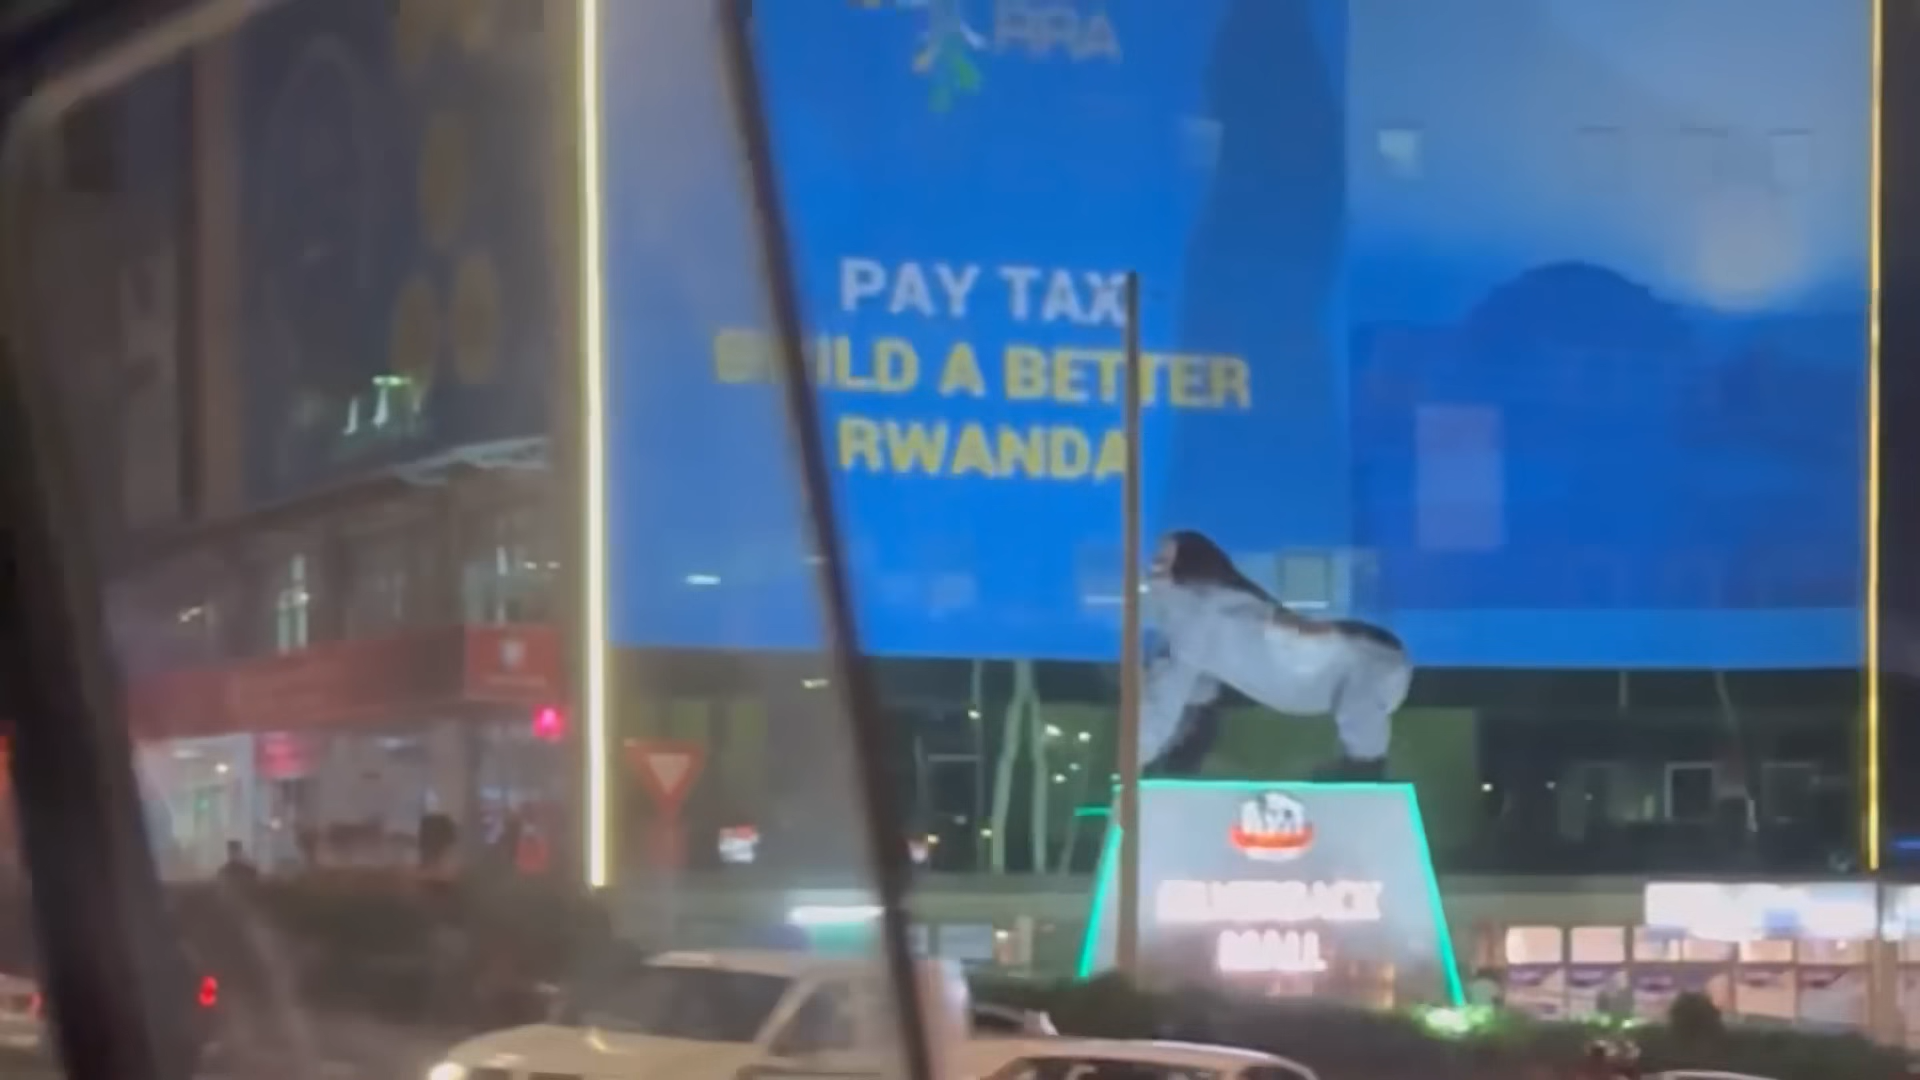 RRA
PAY TAX
BUILD A BETTER
RWANDA
SILVERBACK
MALL